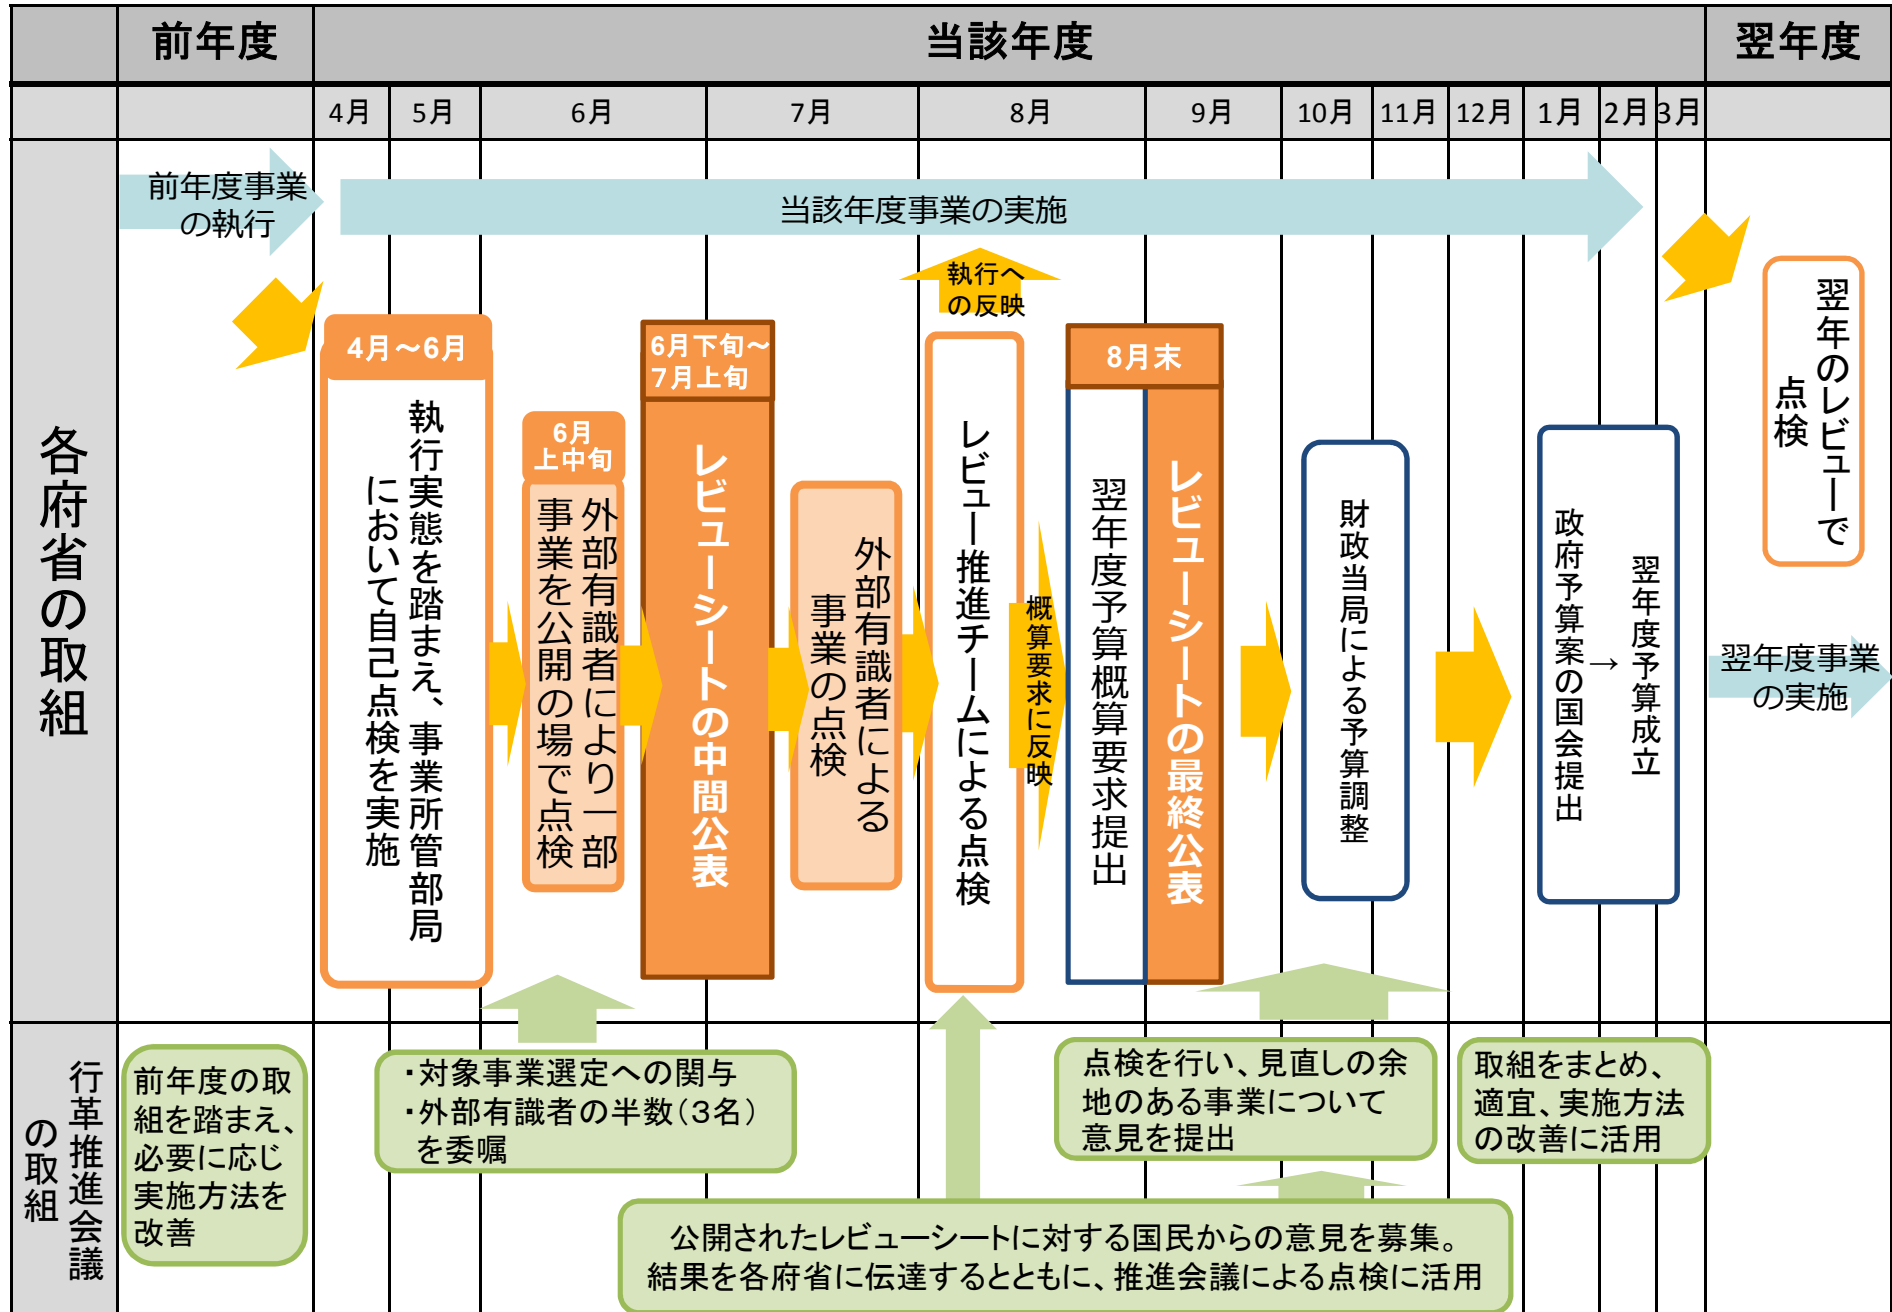 前年度
当該年度
翌年度
4月
5月
6月
7月
8月
9月
10月
11月
12月
1月
2月
3月
各府省の取組
前年度事業
の執行
当該年度事業の実施
執行へ
の反映
4月～6月
執行実態を踏まえ、事業所管部局
において自己点検を実施
6月
上中旬
外部有識者により一部
事業を公開の場で点検
6月下旬～
7月上旬
レビューシートの中間公表
外部有識者による
事業の点検
レビュー推進チームによる点検
概算要求に反映
8月末
翌年度予算概算要求提出
レビューシートの最終公表
財政当局による予算調整
政府予算案の国会提出
→
翌年度予算成立
翌年のレビューで
点検
翌年度事業
の実施
行革推進会議
の取組
前年度の取
組を踏まえ、
必要に応じ
実施方法を
改善
・対象事業選定への関与
・外部有識者の半数（３名）
を委嘱
点検を行い、見直しの余
地のある事業について
意見を提出
取組をまとめ、
適宜、実施方法
の改善に活用
公開されたレビューシートに対する国民からの意見を募集。
結果を各府省に伝達するとともに、推進会議による点検に活用